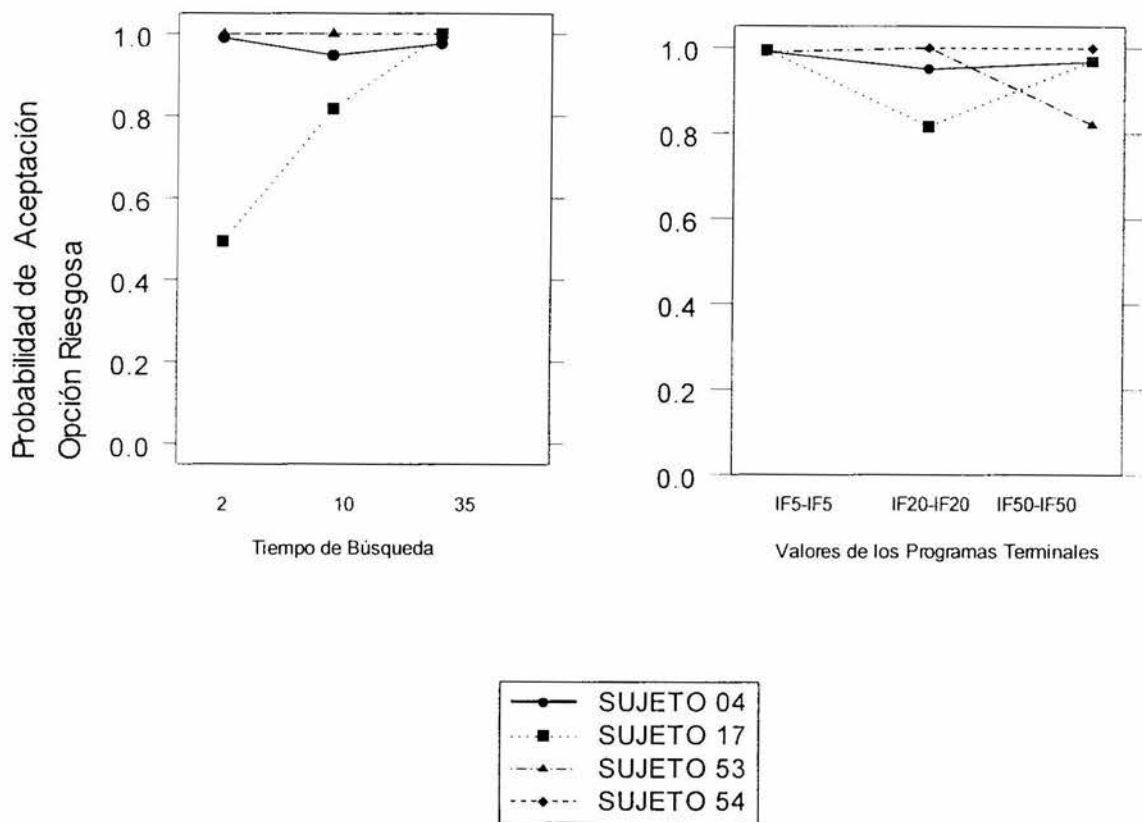 Probabilidad de Aceptación
Opción Riesgosa
1.0
0.8
0.6
0.4
0.2
0.0
2 10 35
Tiempo de Búsqueda
1.0
0.8
0.6
0.4
0.2
0.0
IF5-IF5 IF20-IF20 IF50-IF50
Valores de los Programas Terminales
SUJETO 04
SUJETO 17
SUJETO 53
SUJETO 54